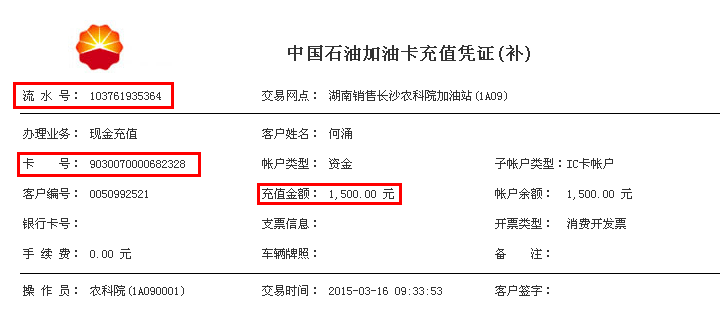 中国石油加油卡充值凭证(补)
流 水 号： 103761935364 交易网点： 湖南销售长沙农科院加油站(1A09)
办理业务： 现金充值 客户姓名： 何涌
卡 号： 9030070000682328 帐户类型： 资金 子帐户类型：IC卡帐户
客户编号： 0050992521 充值金额： 1,500.00 元 帐户余额： 1,500.00 元
银行卡号： 支票信息： 开票类型： 消费开发票
手 续 费： 0.00 元 车辆牌照： 备 注：
操 作 员： 农科院(1A090001) 交易时间： 2015-03-16 09:33:53 客户签字：